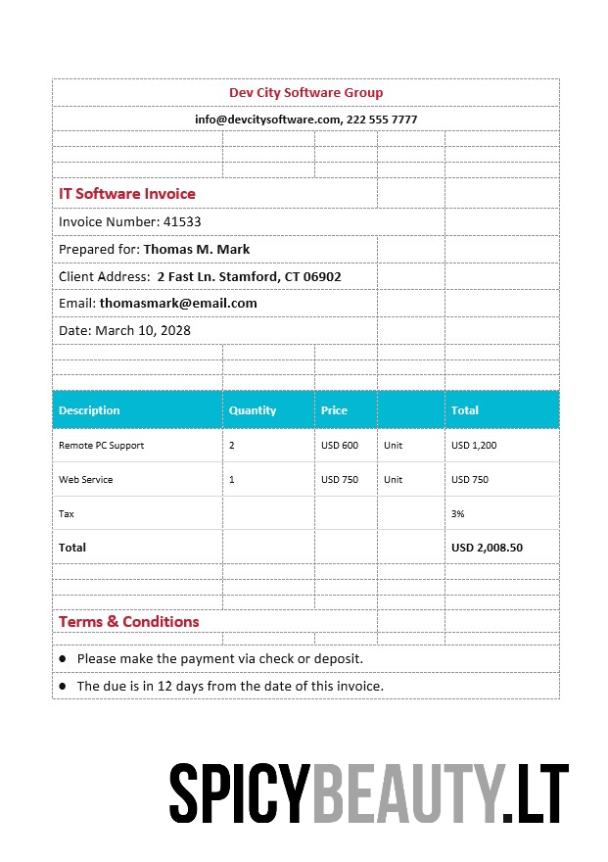 Dev City Software Group
info@devcitysoftware.com, 222 555 7777
IT Software Invoice
Invoice Number: 41533
Prepared for: Thomas M. Mark
Client Address:  2 Fast Ln. Stamford, CT 06902
Email: thomasmark@email.com
Date: March 10, 2028
Description Quantity Price Total
Remote PC Support 2 USD 600 Unit USD 1,200
Web Service 1 USD 750 Unit USD 750
Tax 3%
Total USD 2,008.50
Terms & Conditions
● Please make the payment via check or deposit.
● The due is in 12 days from the date of this invoice.
SPICYBEAUTY.LT